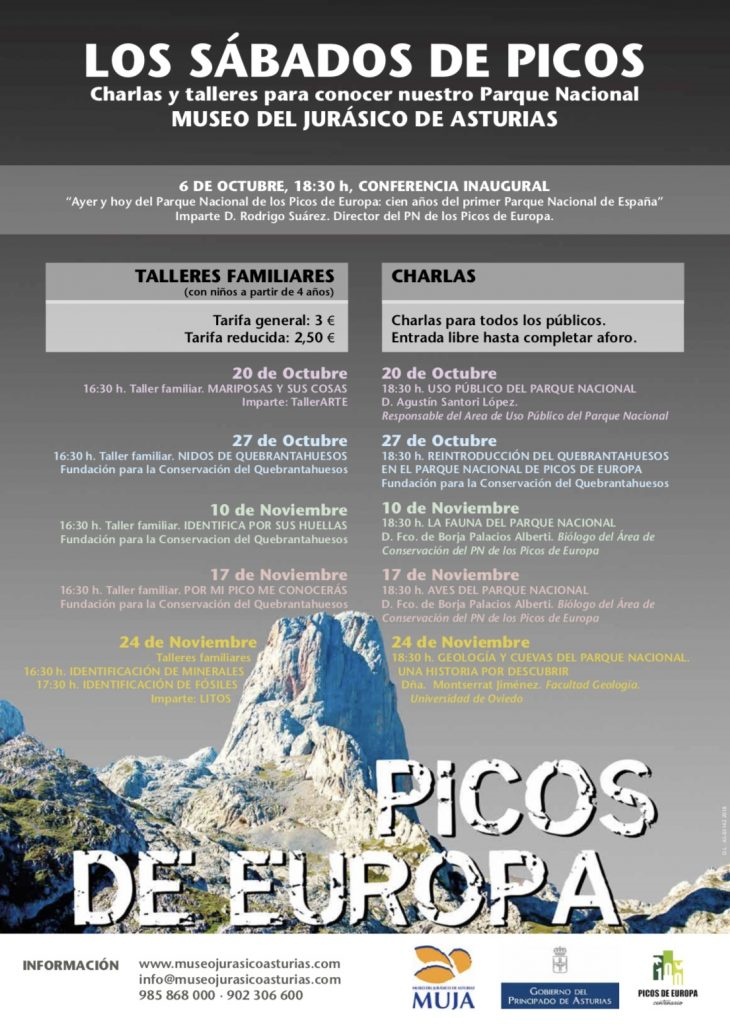 LOS SÁBADOS DE PICOS
Charlas y talleres para conocer nuestro Parque Nacional
MUSEO DEL JURÁSICO DE ASTURIAS
6 DE OCTUBRE, 18:30 h, CONFERENCIA INAUGURAL
“Ayer y hoy del Parque Nacional de los Picos de Europa: cien años del primer Parque Nacional de España”
Imparte D. Rodrigo Suárez. Director del PN de los Picos de Europa.
TALLERES FAMILIARES
(con niños a partir de 4 años)
Tarifa general: 3 €
Tarifa reducida: 2,50 €
20 de Octubre
16:30 h. Taller familiar. MARIPOSAS Y SUS COSAS
Imparte: TallerARTE
27 de Octubre
16:30 h. Taller familiar. NIDOS DE QUEBRANTAHUESOS
Fundación para la Conservación del Quebrantahuesos
10 de Noviembre
16:30 h. Taller familiar. IDENTIFICA POR SUS HUELLAS
Fundación para la Conservacion del Quebrantahuesos
17 de Noviembre
16:30 h. Taller familiar. POR MI PICO ME CONOCERÁS
Fundación para la Conservación del Quebrantahuesos
24 de Noviembre
Talleres familiares
16:30 h. IDENTIFICACIÓN DE MINERALES
17:30 h. IDENTIFICACIÓN DE FÓSILES
Imparte: LITOS
CHARLAS
Charlas para todos los públicos.
Entrada libre hasta completar aforo.
20 de Octubre
18:30 h. USO PÚBLICO DEL PARQUE NACIONAL
D. Agustín Santori López.
Responsable del Area de Uso Público del Parque Nacional
27 de Octubre
18:30 h. REINTRODUCCIÓN DEL QUEBRANTAHUESOS
EN EL PARQUE NACIONAL DE PICOS DE EUROPA
Fundación para la Conservación del Quebrantahuesos
10 de Noviembre
18:30 h. LA FAUNA DEL PARQUE NACIONAL
D. Fco. de Borja Palacios Alberti. Biólogo del Área de
Conservación del PN de los Picos de Europa
17 de Noviembre
18:30 h. AVES DEL PARQUE NACIONAL
D. Fco. de Borja Palacios Alberti. Biólogo del Área de
Conservación del PN de los Picos de Europa
24 de Noviembre
18:30 h. GEOLOGÍA Y CUEVAS DEL PARQUE NACIONAL.
UNA HISTORIA POR DESCUBRIR
Dña. Montserrat Jiménez. Facultad Geología.
Universidad de Oviedo
PICOS
DE EUROPA
INFORMACIÓN
www.museojurasicoasturias.com
info@museojurasicoasturias.com
985 868 000 · 902 306 600
MUSEO DEL JURÁSICO DE ASTURIAS
MUJA
GOBIERNO DEL
PRINCIPADO DE ASTURIAS
PICOS DE EUROPA
centenario